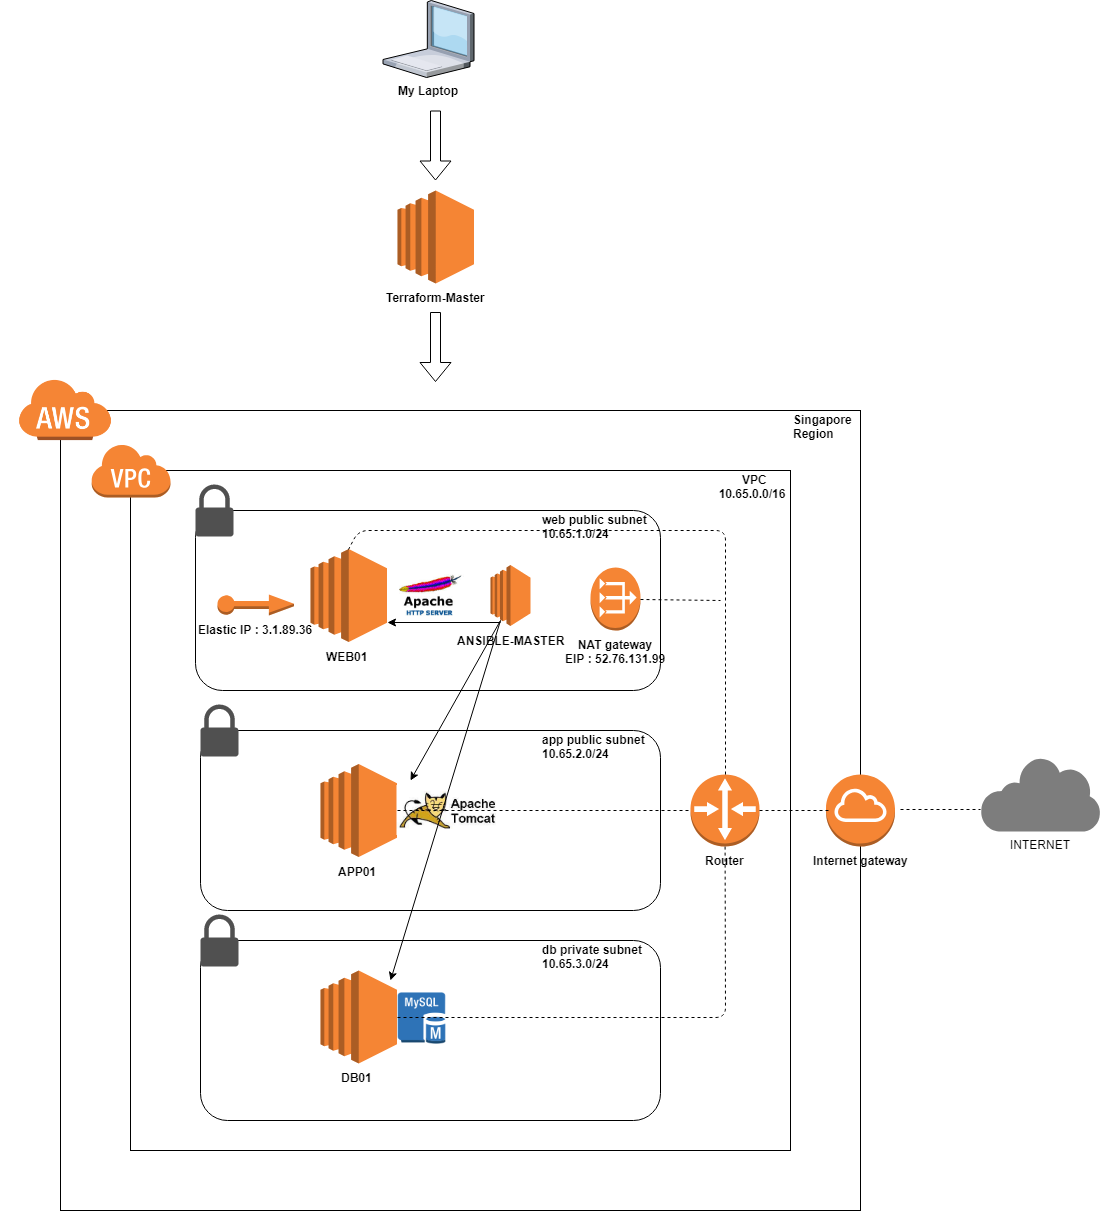 My Laptop
Terraform-Master
AWS
Singapore
Region
VPC
VPC
10.65.0.0/16
web public subnet
10.65.1.0/24
Apache
HTTP SERVER
Elastic IP : 3.1.89.36
ANSIBLE-MASTER
NAT gateway
EIP : 52.76.131.99
WEB01
app public subnet
10.65.2.0/24
Apache
Tomcat
APP01
Router
Internet gateway
INTERNET
db private subnet
10.65.3.0/24
MySQL
M
DB01